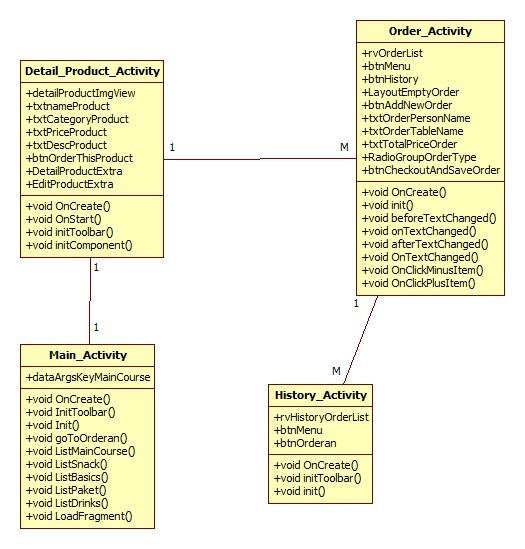 Order_Activity
+rvOrderList
+btnMenu
+btnHistory
+LayoutEmptyOrder
+btnAddNewOrder
+txtOrderPersonName
+txtOrderTableName
+txtTotalPriceOrder
+RadioGroupOrderType
+btnCheckoutAndSaveOrder
+void OnCreate()
+void init()
+void beforeTextChanged()
+void onTextChanged()
+void afterTextChanged()
+void OnTextChanged()
+void OnClickMinusItem()
+void OnClickPlusItem()
Detail_Product_Activity
+detailProductImgView
+txtnameProduct
+txtCategoryProduct
+txtPriceProduct
+txtDescProduct
+btnOrderThisProduct
+DetailProductExtra
+EditProductExtra
+void OnCreate()
+void OnStart()
+void initToolbar()
+void initComponent()
1
M
1
1
1
M
Main_Activity
+dataArgsKeyMainCourse
+void OnCreate()
+void InitToolbar()
+void Init()
+void goToOrderan()
+void ListMainCourse()
+void ListSnack()
+void ListBasics()
+void ListPaket()
+void ListDrinks()
+void LoadFragment()
History_Activity
+rvHistoryOrderList
+btnMenu
+btnOrderan
+void OnCreate()
+void initToolbar()
+void init()